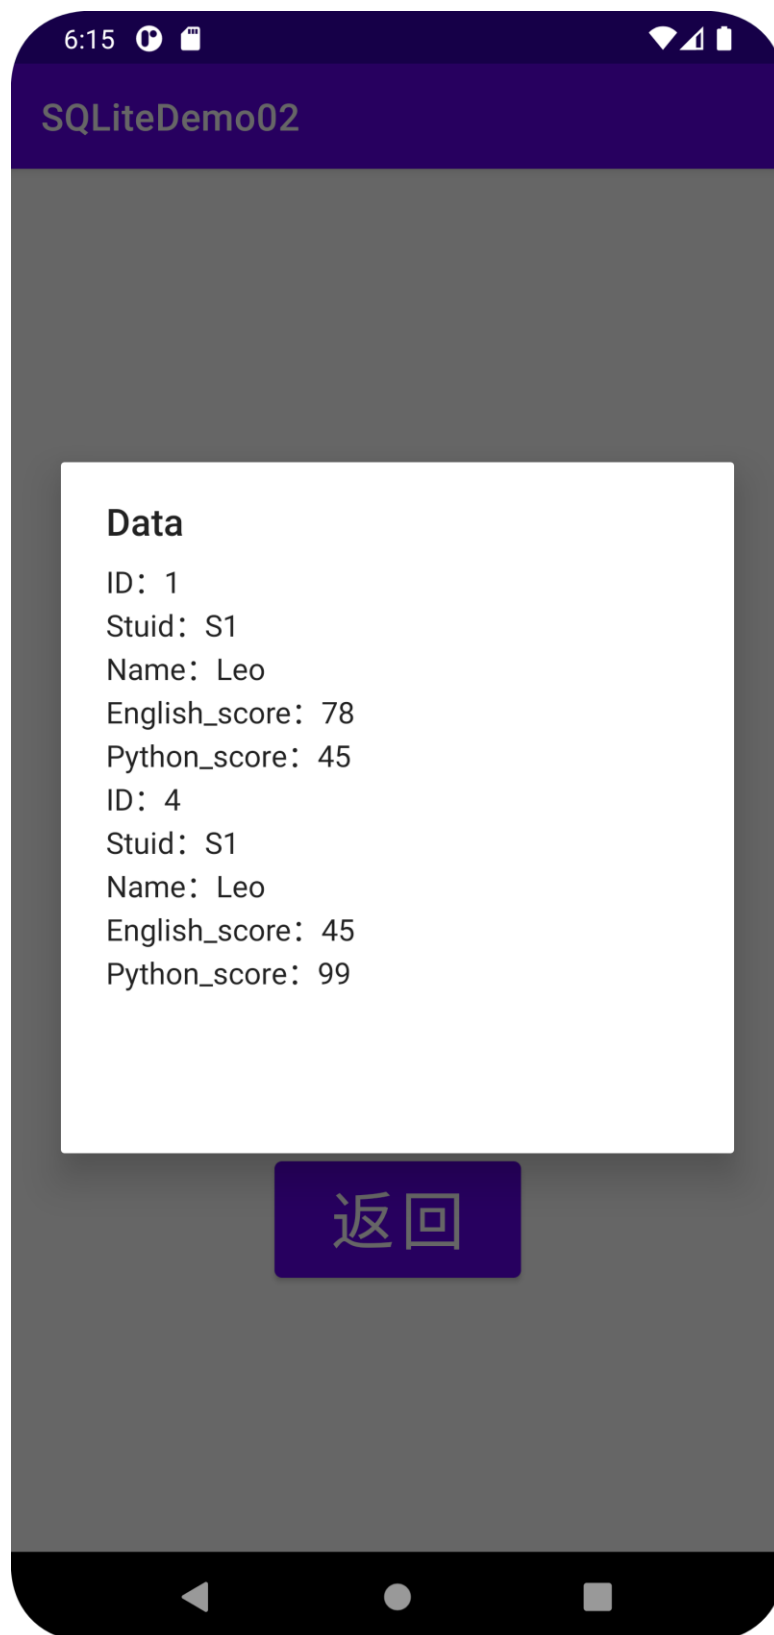 6:15
SQLiteDemo02
Data
ID：1
Stuid：S1
Name：Leo
English_score：78
Python_score：45
ID：4
Stuid：S1
Name：Leo
English_score：45
Python_score：99
返回